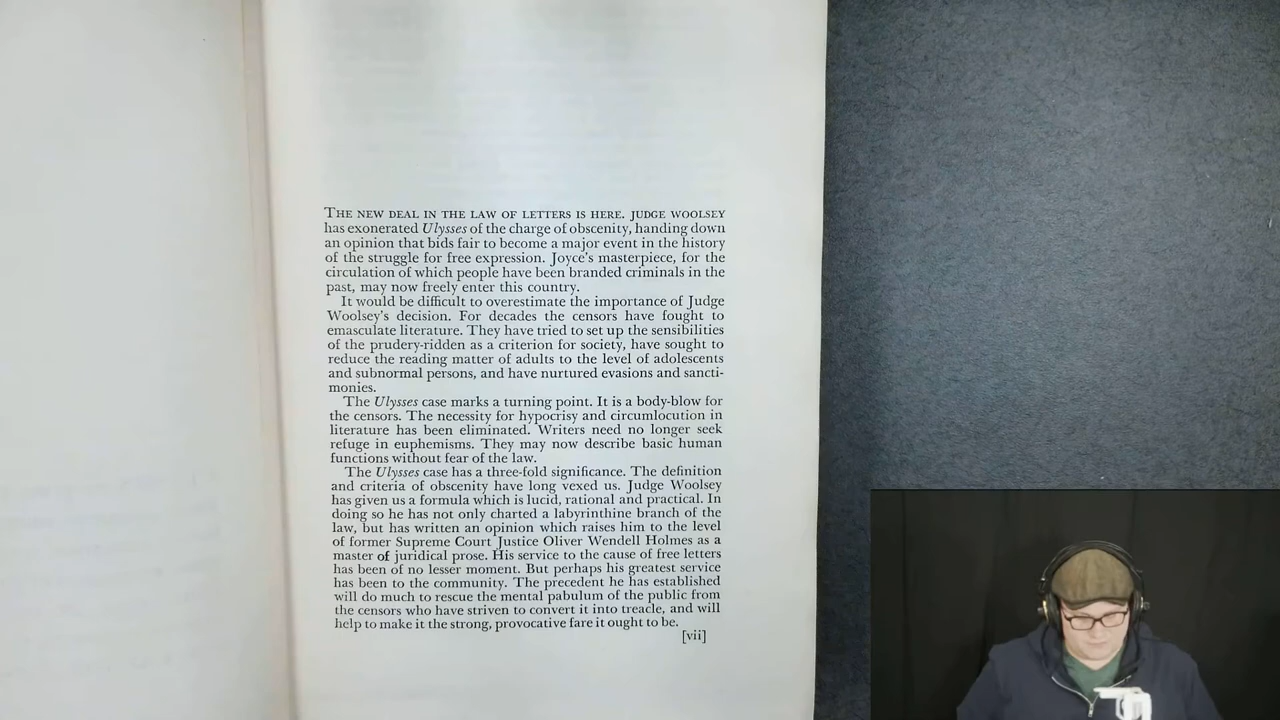 THE NEW DEAL IN THE LAW OF LETTERS IS HERE. JUDGE WOOLSEY
has exonerated Ulysses of the charge of obscenity, handing down
an opinion that bids fair to become a major event in the history
of the struggle for free expression. Joyce's masterpiece, for the
circulation of which people have been branded criminals in the
past, may now freely enter this country.
It would be difficult to overestimate the importance of Judge
Woolsey's decision. For decades the censors have fought to
emasculate literature. They have tried to set up the sensibilities
of the prudery-ridden as a criterion for society, have sought to
reduce the reading matter of adults to the level of adolescents
and subnormal persons, and have nurtured evasions and sancti-
monies.
The Ulysses case marks a turning point. It is a body-blow for
the censors. The necessity for hypocrisy and circumlocution in
literature has been eliminated. Writers need no longer seek
refuge in euphemisms. They may now describe basic human
functions without fear of the law.
The Ulysses case has a three-fold significance. The definition
and criteria of obscenity have long vexed us. Judge Woolsey
has given us a formula which is lucid, rational and practical. In
doing so he has not only charted a labyrinthine branch of the
law, but has written an opinion which raises him to the level
of former Supreme Court Justice Oliver Wendell Holmes as a
master of juridical prose. His service to the cause of free letters
has been of no lesser moment. But perhaps his greatest service
has been to the community. The precedent he has established
will do much to rescue the mental pabulum of the public from
the censors who have striven to convert it into treacle, and will
help to make it the strong, provocative fare it ought to be.
[vii]